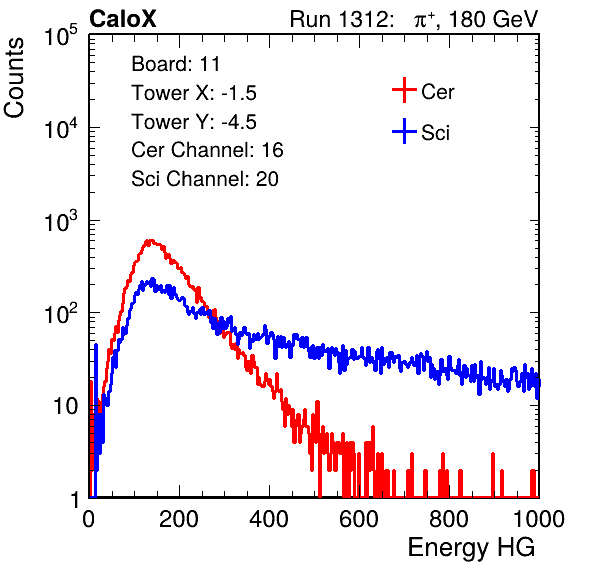 CaloX Run 1312: π⁺, 180 GeV
Counts
Board: 11
Tower X: -1.5
Tower Y: -4.5
Cer Channel: 16
Sci Channel: 20
Cer
Sci
10⁵
10⁴
10³
10²
10
1
0 200 400 600 800 1000
Energy HG